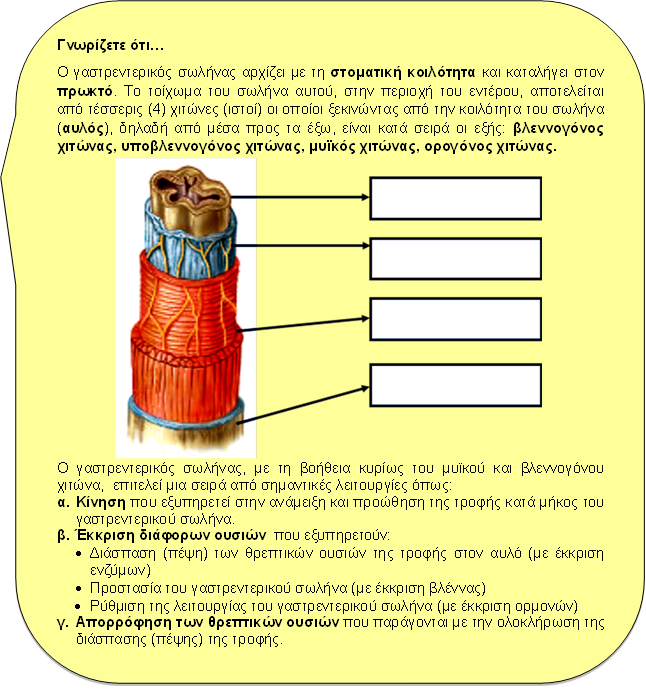 Γνωρίζετε ότι...
Ο γαστρεντερικός σωλήνας αρχίζει με τη στοματική κοιλότητα και καταλήγει στον
πρωκτό. Το τοίχωμα του σωλήνα αυτού, στην περιοχή του εντέρου, αποτελείται
από τέσσερις (4) χιτώνες (ιστοί) οι οποίοι ξεκινώντας από την κοιλότητα του σωλήνα
(αυλός), δηλαδή από μέσα προς τα έξω, είναι κατά σειρά οι εξής: βλεννογόνος
χιτώνας, υποβλεννογόνος χιτώνας, μυϊκός χιτώνας, ορογόνος χιτώνας.
Ο γαστρεντερικός σωλήνας, με τη βοήθεια κυρίως του μυϊκού και βλεννογόνου
χιτώνα, επιτελεί μια σειρά από σημαντικές λειτουργίες όπως:
α. Κίνηση που εξυπηρετεί στην ανάμειξη και προώθηση της τροφής κατά μήκος του
γαστρεντερικού σωλήνα.
β. Έκκριση διάφορων ουσιών που εξυπηρετούν:
• Διάσπαση (πέψη) των θρεπτικών ουσιών της τροφής στον αυλό (με έκκριση
ενζύμων)
• Προστασία του γαστρεντερικού σωλήνα (με έκκριση βλέννας)
• Ρύθμιση της λειτουργίας του γαστρεντερικού σωλήνα (με έκκριση ορμονών)
γ. Απορρόφηση των θρεπτικών ουσιών που παράγονται με την ολοκλήρωση της
διάσπασης (πέψης) της τροφής.